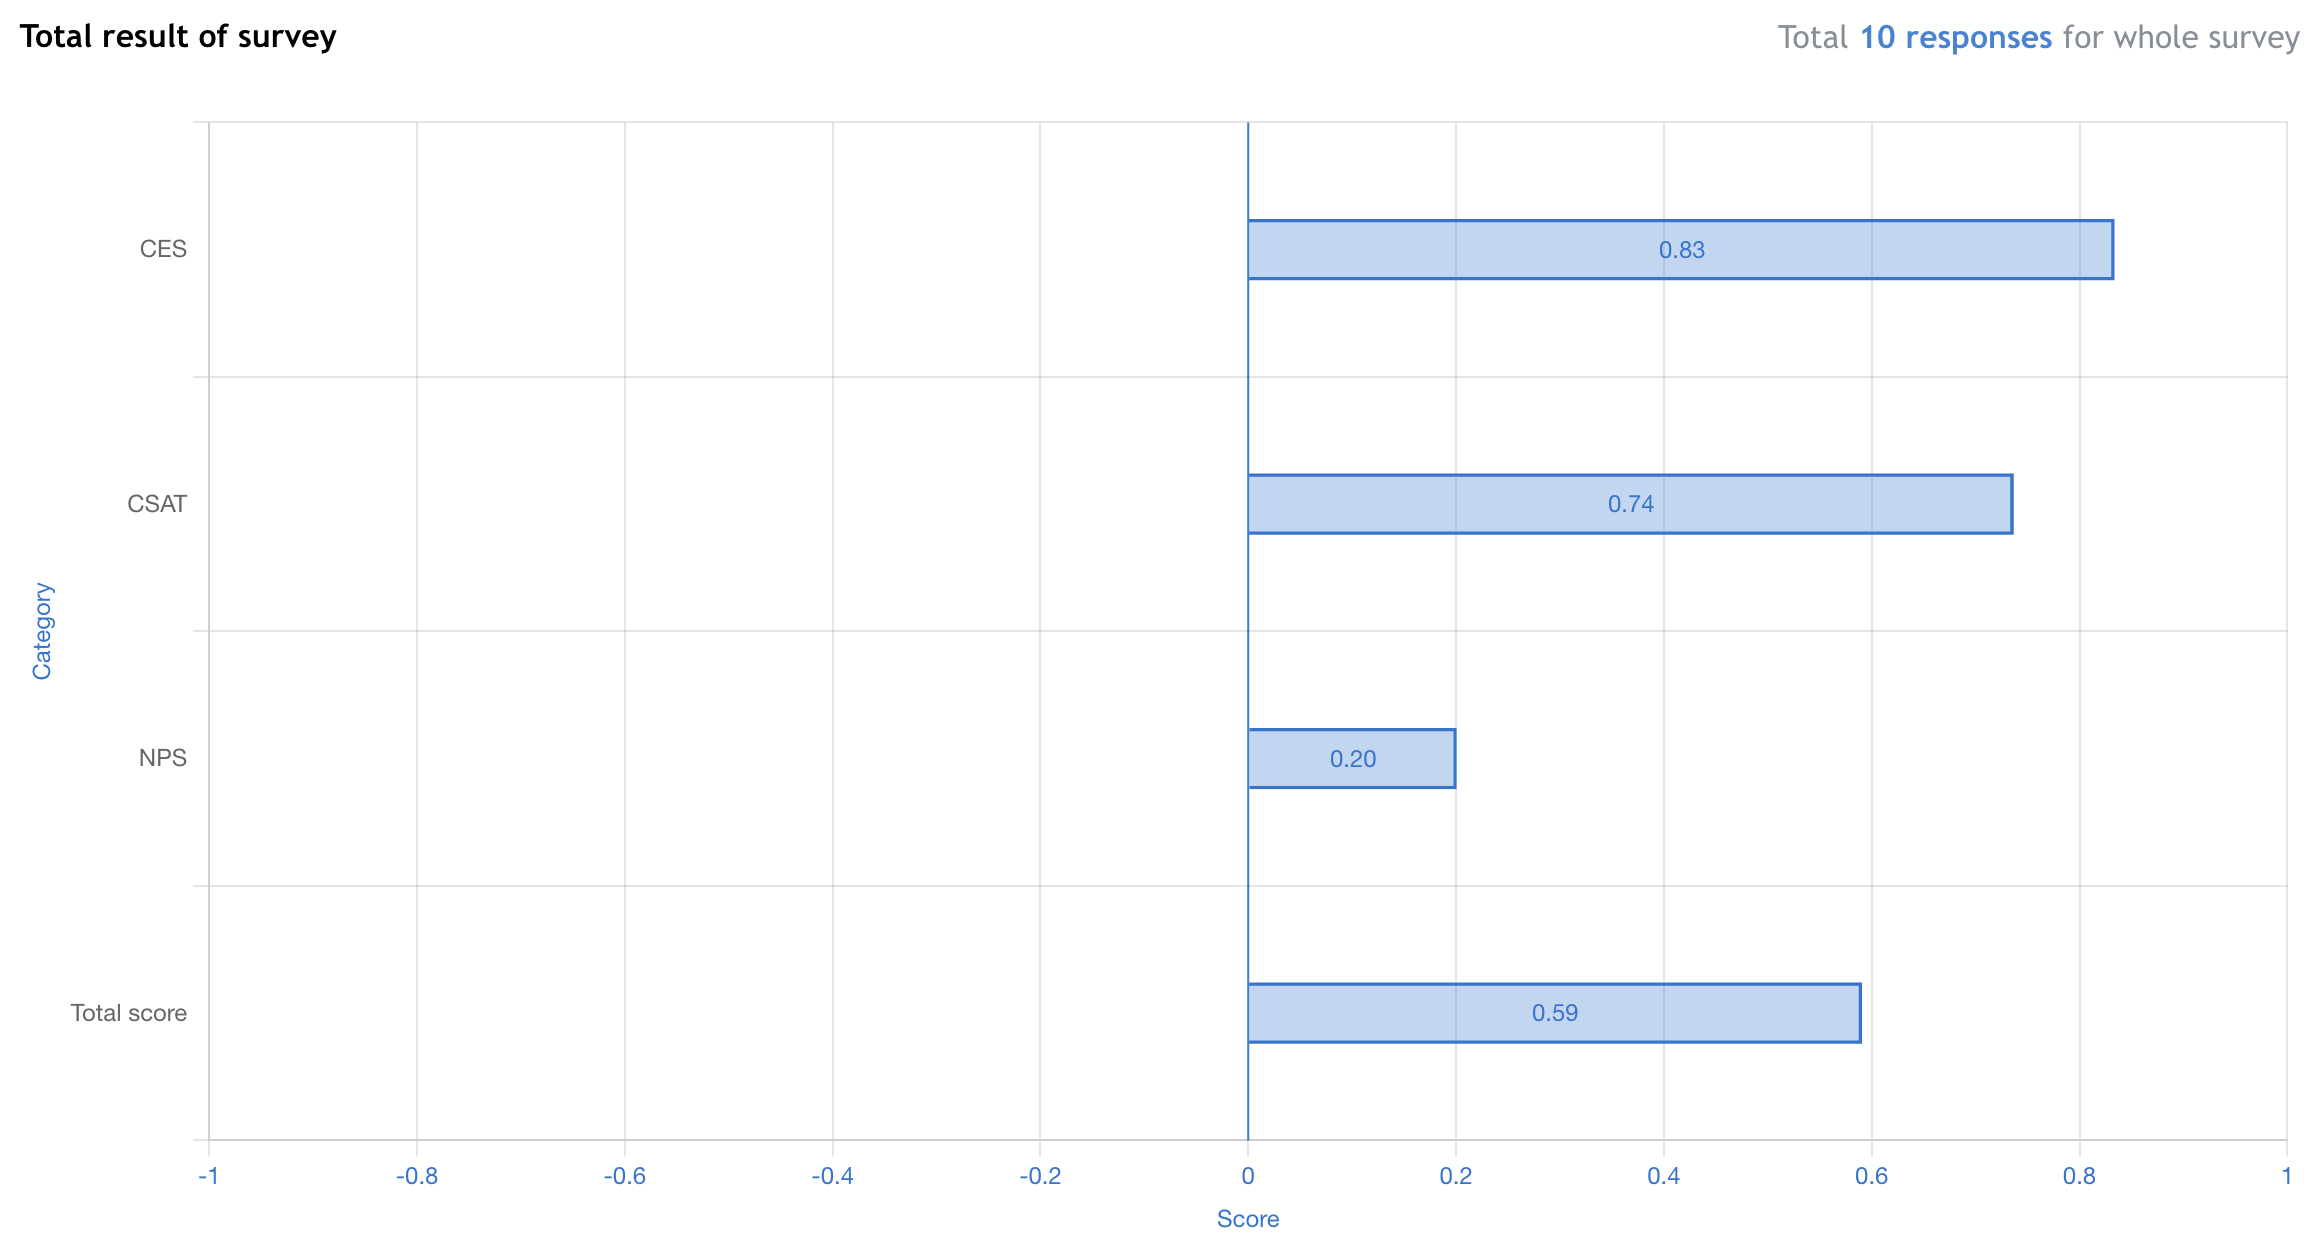 Total result of survey
Total 10 responses for whole survey
CES
0.83
CSAT
0.74
Category
NPS
0.20
Total score
0.59
-1 -0.8 -0.6 -0.4 -0.2 0 0.2 0.4 0.6 0.8 1
Score